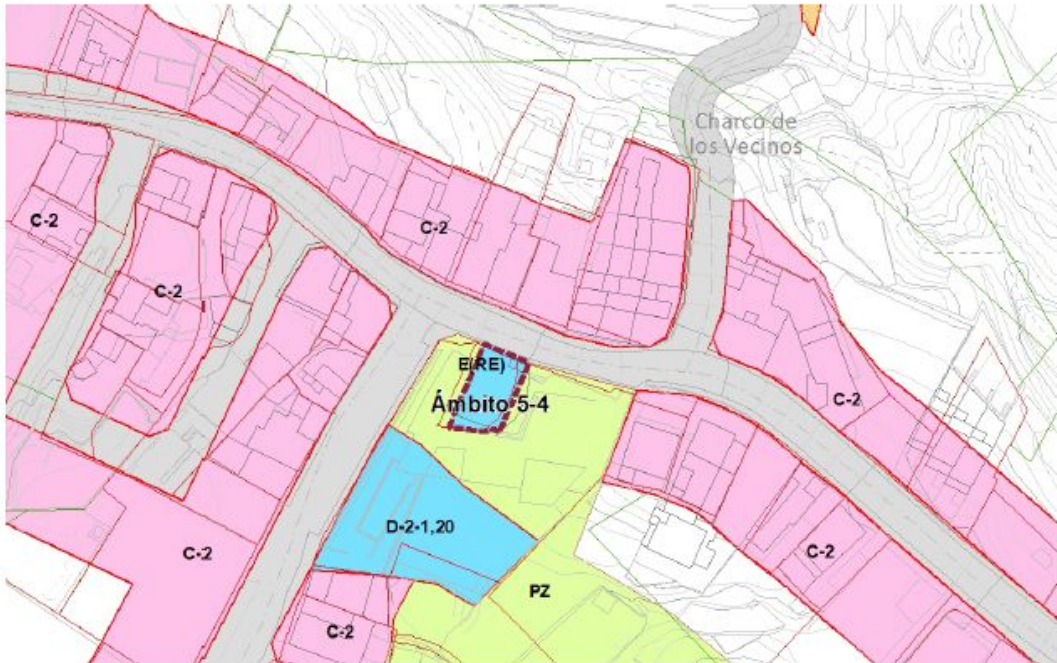 Charco de
los Vecinos
C-2
C-2
C-2
E(RE)
Ámbito 5-4
C-2
D-2-1,20
C-2
C-2
PZ
C-2